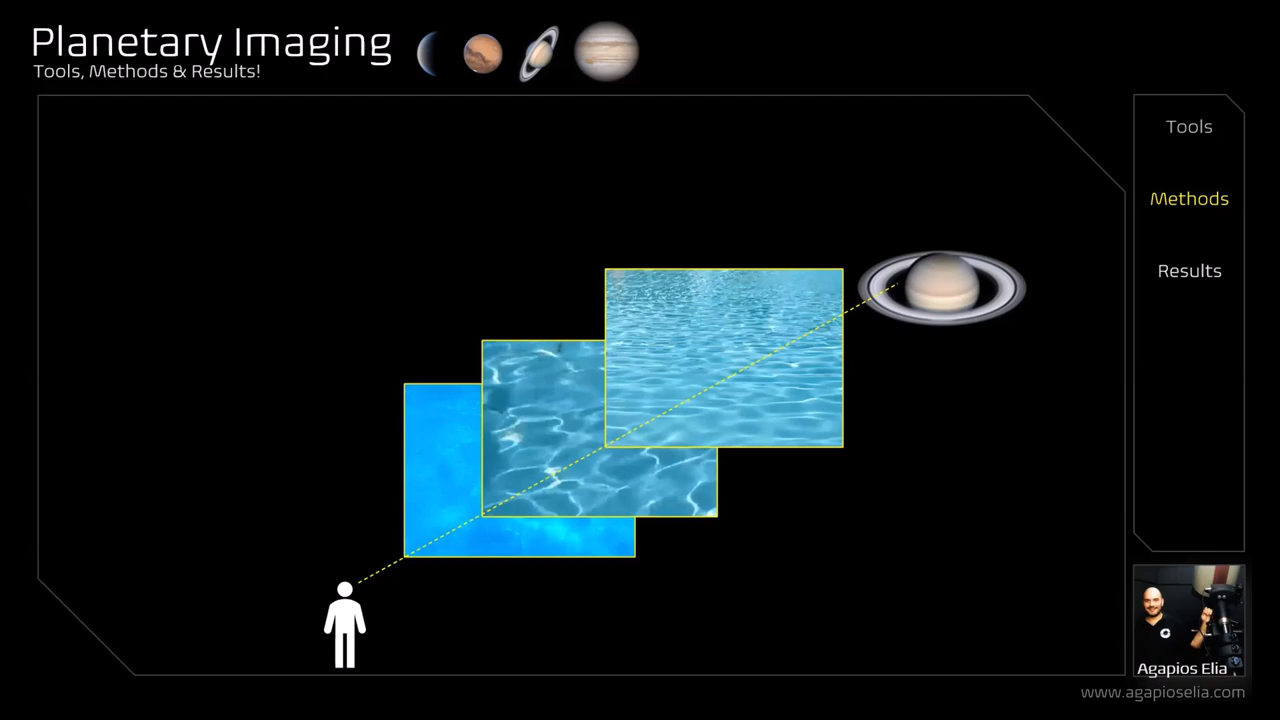 Planetary Imaging
Tools, Methods & Results!
Tools
Methods
Results
Agapios Elia
www.agapioselia.com